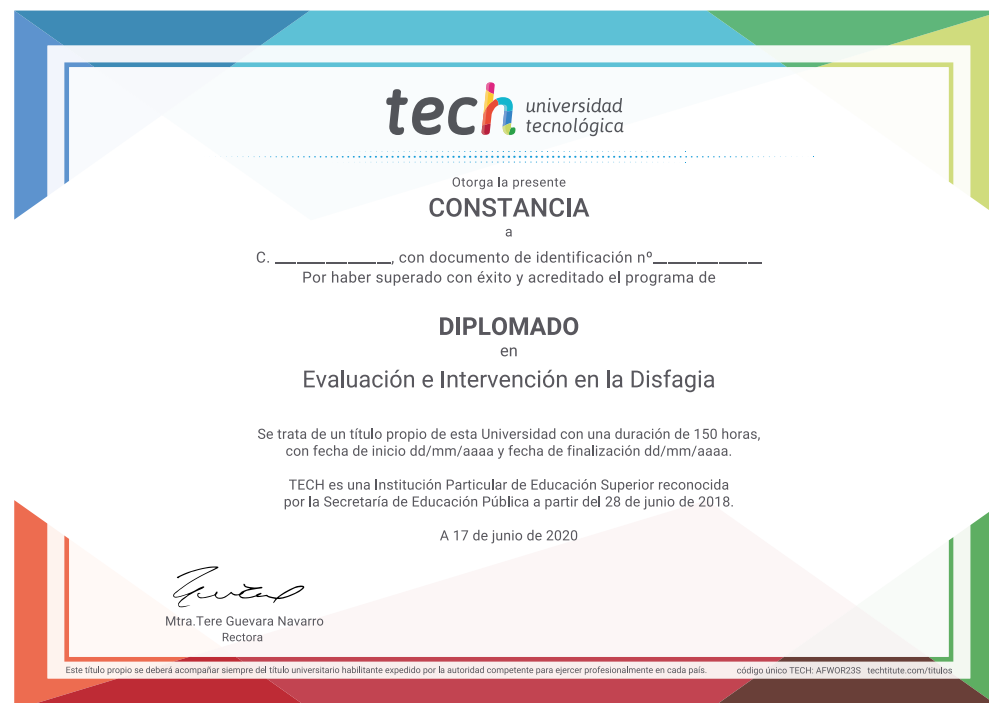 tech universidad
tecnológica
Otorga la presente
CONSTANCIA
a
C. ________________, con documento de identificación nº_______________
Por haber superado con éxito y acreditado el programa de
DIPLOMADO
en
Evaluación e Intervención en la Disfagia
Se trata de un título propio de esta Universidad con una duración de 150 horas,
con fecha de inicio dd/mm/aaaa y fecha de finalización dd/mm/aaaa.
TECH es una Institución Particular de Educación Superior reconocida
por la Secretaría de Educación Pública a partir del 28 de junio de 2018.
A 17 de junio de 2020
Mtra.Tere Guevara Navarro
Rectora
Este título propio se deberá acompañar siempre del título universitario habilitante expedido por la autoridad competente para ejercer profesionalmente en cada país. código único TECH: AFWOR23S techtitute.com/titulos